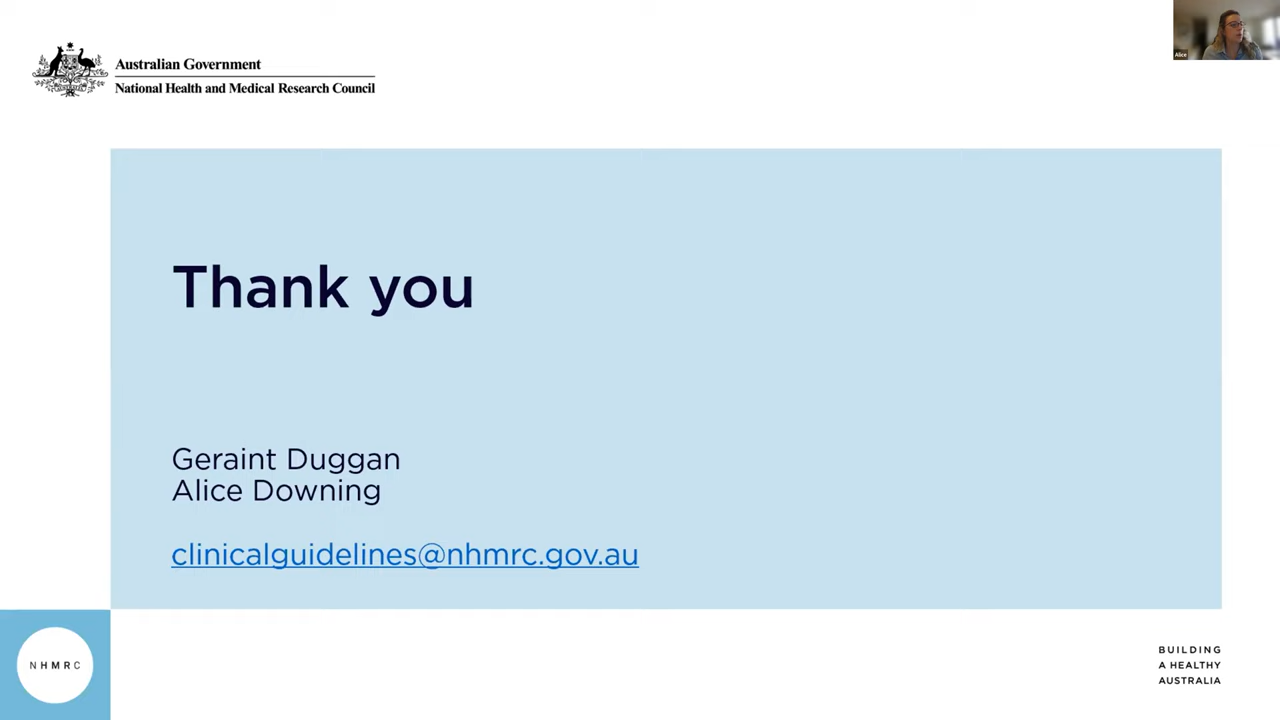 Australian Government
National Health and Medical Research Council
Alice
Thank you
Geraint Duggan
Alice Downing
clinicalguidelines@nhmrc.gov.au
NHMRC
BUILDING
A HEALTHY
AUSTRALIA